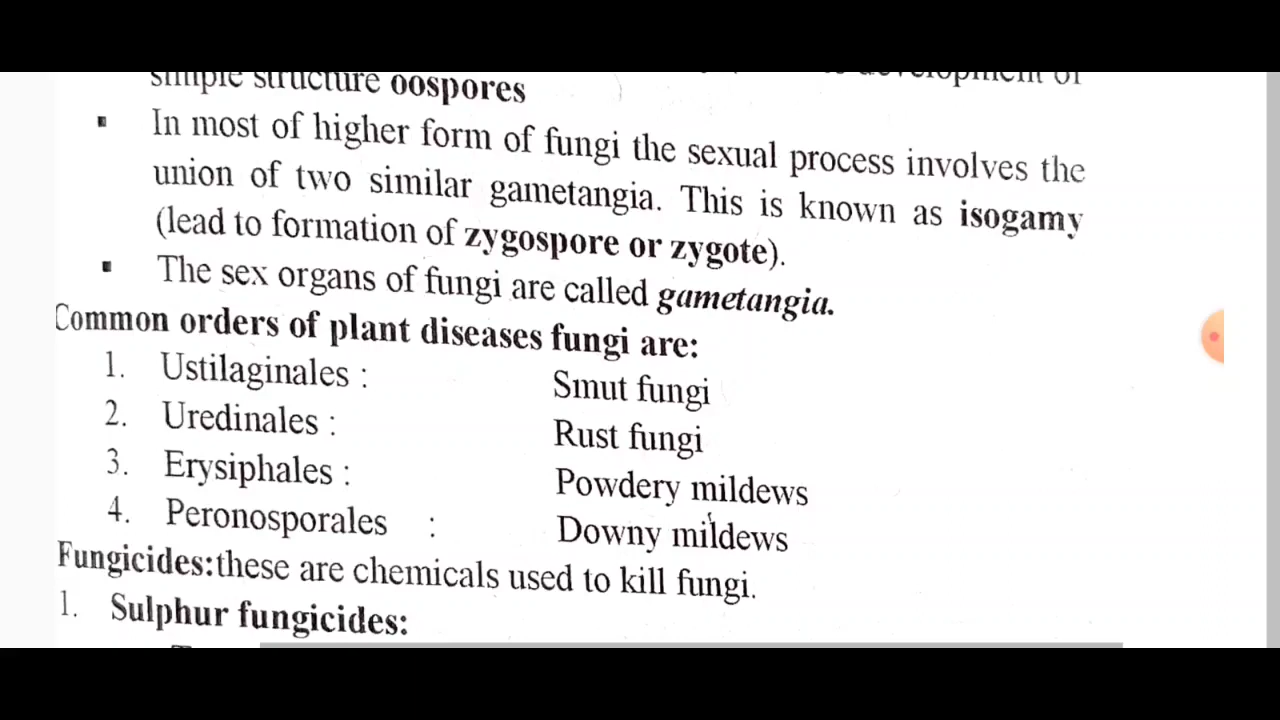 simple structure oospores development of
▪ In most of higher form of fungi the sexual process involves the
union of two similar gametangia. This is known as isogamy
(lead to formation of zygospore or zygote).
▪ The sex organs of fungi are called gametangia.
Common orders of plant diseases fungi are:
1. Ustilaginales : Smut fungi
2. Uredinales : Rust fungi
3. Erysiphales : Powdery mildews
4. Peronosporales : Downy mildews
Fungicides:these are chemicals used to kill fungi.
1. Sulphur fungicides: